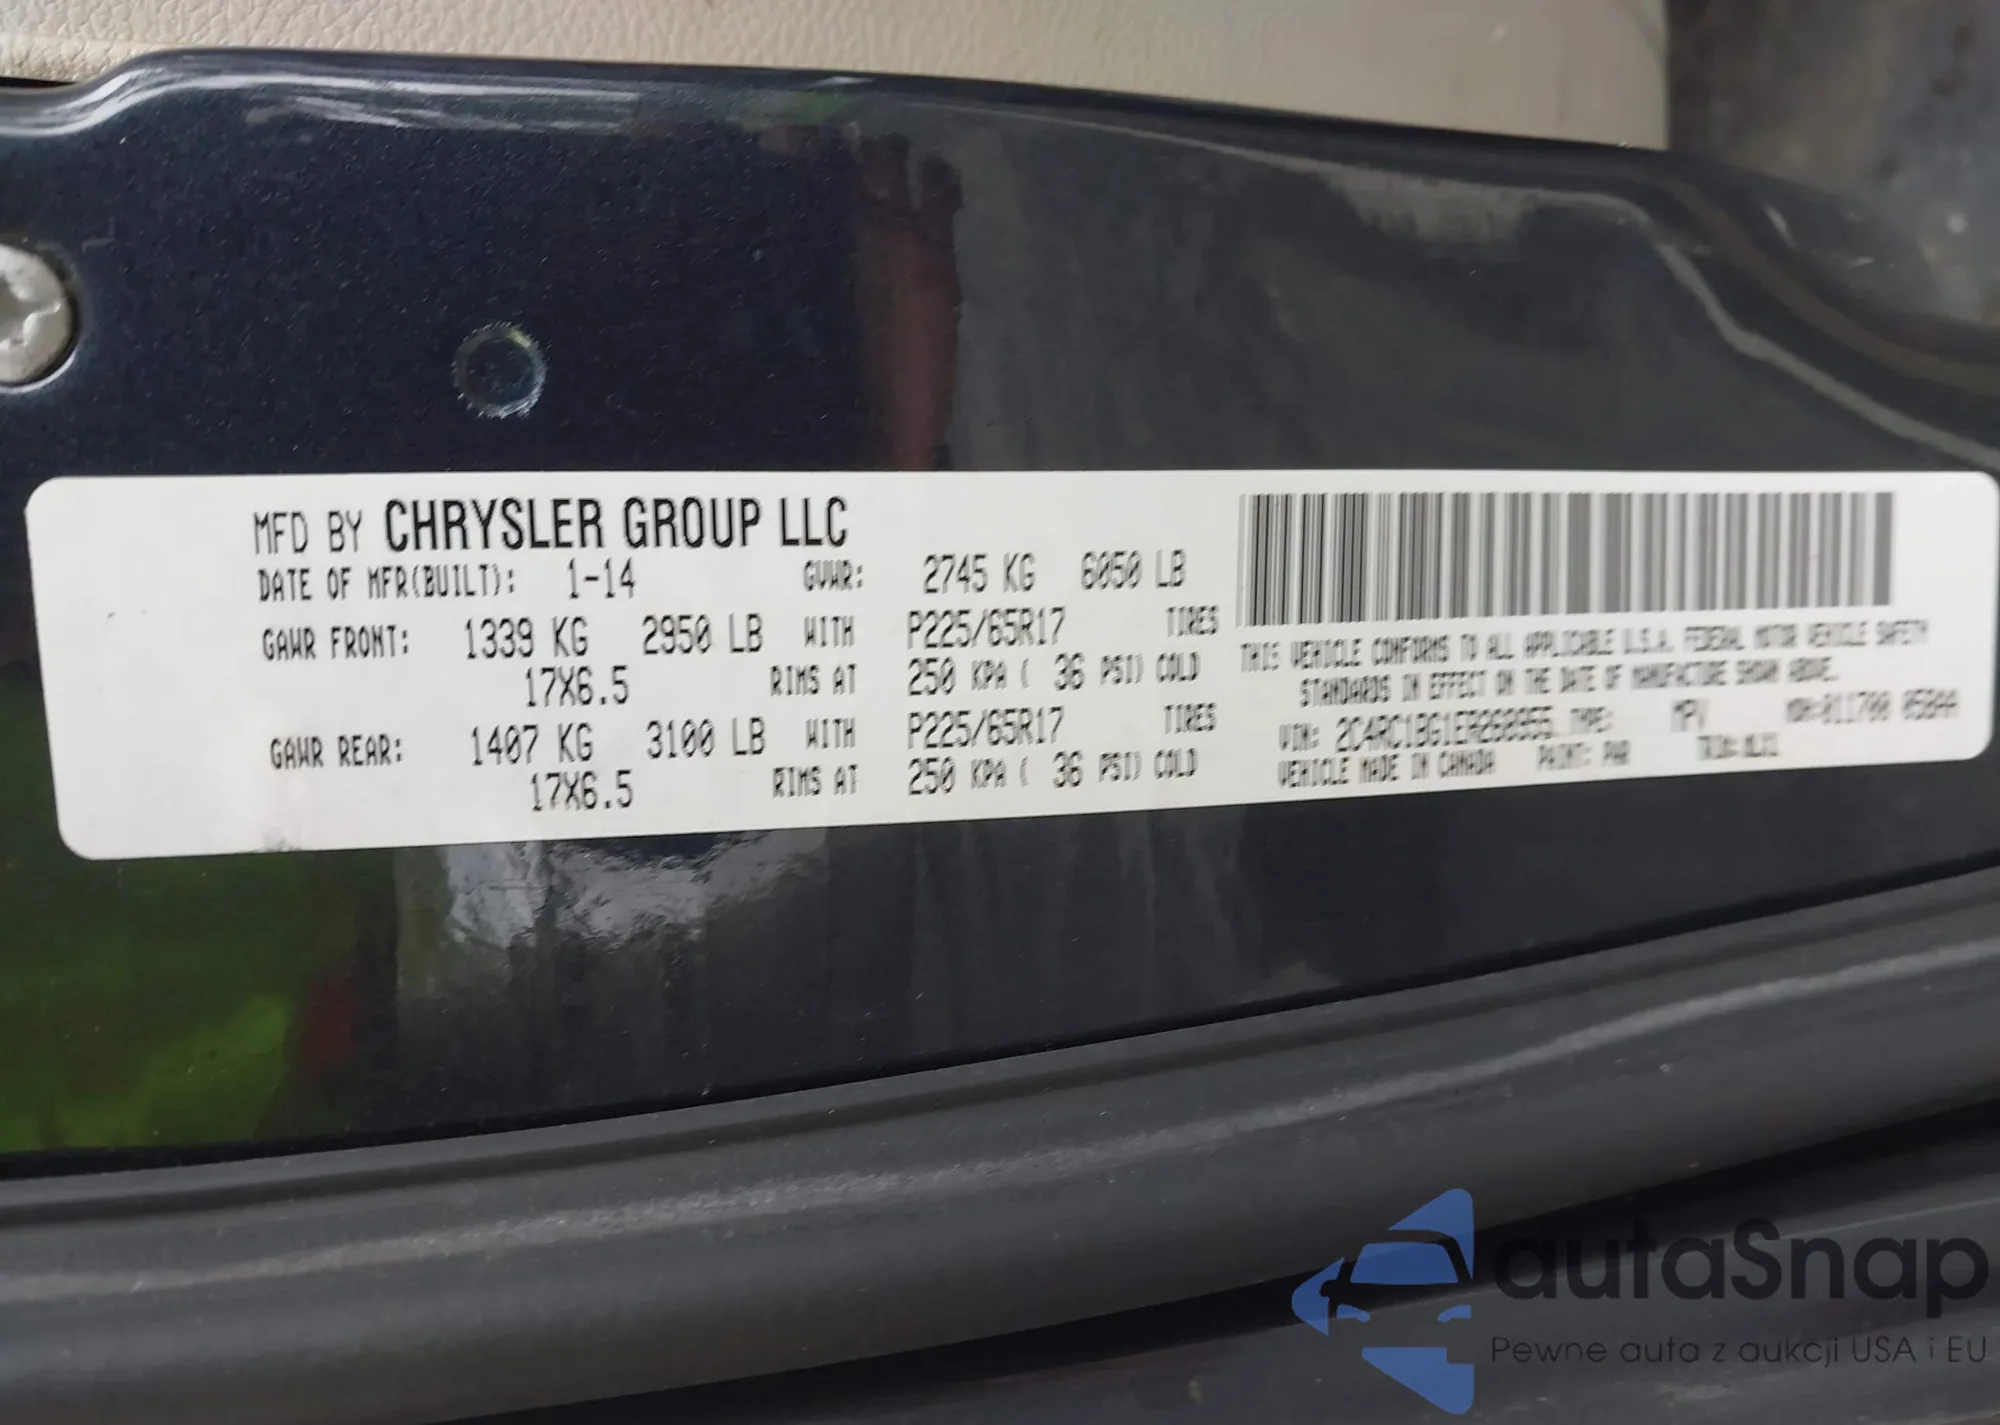 MFD BY CHRYSLER GROUP LLC
DATE OF MFR(BUILT): 1-14 GVWR: 2745 KG 6050 LB
GAWR FRONT: 1339 KG 2950 LB WITH P225/65R17 TIRES
17X6.5 RIMS AT 250 KPA ( 36 PSI) COLD
GAWR REAR: 1407 KG 3100 LB WITH P225/65R17 TIRES
17X6.5 RIMS AT 250 KPA ( 36 PSI) COLD
THIS VEHICLE CONFORMS TO ALL APPLICABLE U.S.A. FEDERAL MOTOR VEHICLE SAFETY
STANDARDS IN EFFECT ON THE DATE OF MANUFACTURE SHOWN ABOVE.
VIN: TYPE: MPV
VEHICLE MADE IN CANADA PAINT: PAR
autaSnap
Pewne auta z aukcji USA i EU